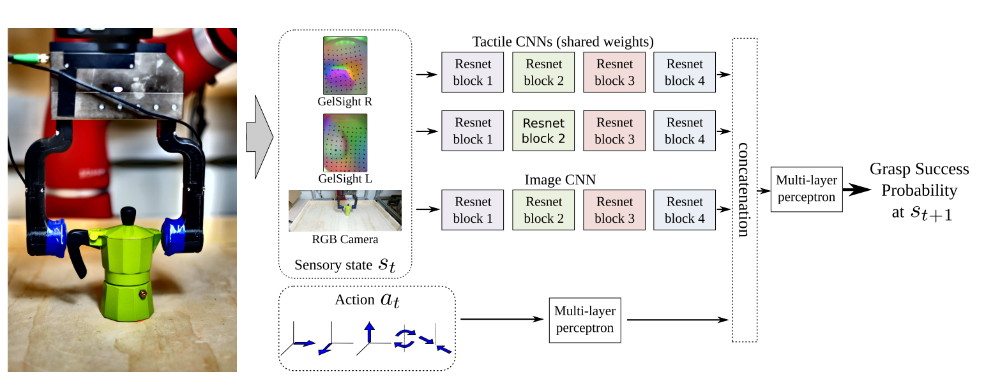 Tactile CNNs (shared weights)
GelSight R
Resnet
block 1
Resnet
block 2
Resnet
block 3
Resnet
block 4
GelSight L
Resnet
block 1
Resnet
block 2
Resnet
block 3
Resnet
block 4
Image CNN
RGB Camera
Resnet
block 1
Resnet
block 2
Resnet
block 3
Resnet
block 4
Sensory state s_t
Action a_t
Multi-layer
perceptron
concatenation
Multi-layer
perceptron
Grasp Success
Probability
at s_{t+1}